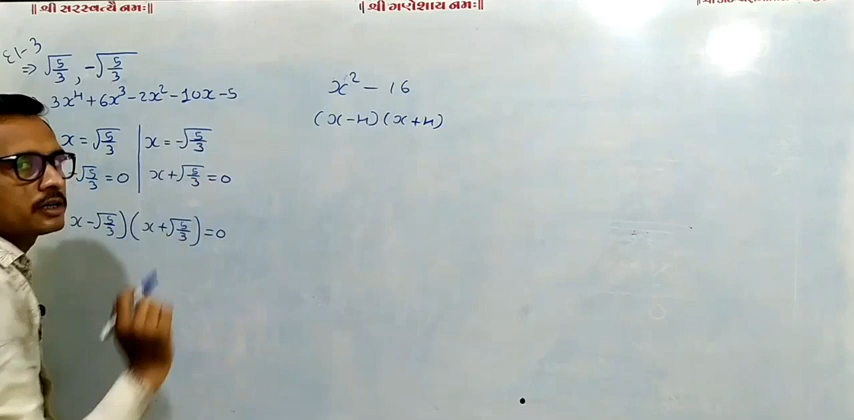 ॥ શ્રી સરસ્વત્યૈ નમઃ॥
॥ શ્રી ગણેશાય નમઃ॥
દા-3
⇒ √5/3 , -√5/3
3x⁴+6x³-2x²-10x-5
x = √5/3 | x = -√5/3
-√5/3 = 0 | x+√5/3 = 0
x-√5/3)(x+√5/3) = 0
x² - 16
(x-4)(x+4)